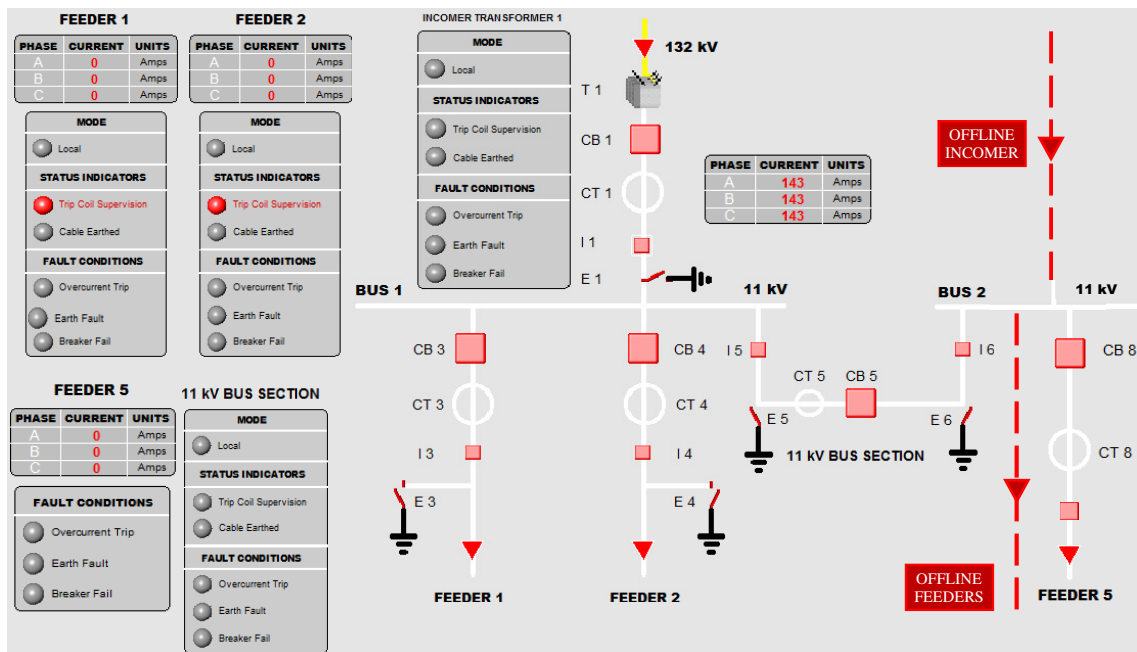 FEEDER 1
PHASE CURRENT UNITS
A 0 Amps
B 0 Amps
C 0 Amps
MODE
Local
STATUS INDICATORS
Trip Coil Supervision
Cable Earthed
FAULT CONDITIONS
Overcurrent Trip
Earth Fault
Breaker Fail
FEEDER 2
PHASE CURRENT UNITS
A 0 Amps
B 0 Amps
C 0 Amps
MODE
Local
STATUS INDICATORS
Trip Coil Supervision
Cable Earthed
FAULT CONDITIONS
Overcurrent Trip
Earth Fault
Breaker Fail
INCOMER TRANSFORMER 1
MODE
Local
STATUS INDICATORS
Trip Coil Supervision
Cable Earthed
FAULT CONDITIONS
Overcurrent Trip
Earth Fault
Breaker Fail
132 kV
T 1
CB 1
CT 1
I 1
E 1
PHASE CURRENT UNITS
A 143 Amps
B 143 Amps
C 143 Amps
OFFLINE
INCOMER
BUS 1
11 kV
BUS 2
11 kV
CB 3
CT 3
I 3
E 3
FEEDER 1
CB 4
CT 4
I 4
E 4
FEEDER 2
I 5
CT 5
CB 5
I 6
E 5
E 6
11 kV BUS SECTION
CB 8
CT 8
OFFLINE
FEEDERS
FEEDER 5
FEEDER 5
PHASE CURRENT UNITS
A 0 Amps
B 0 Amps
C 0 Amps
FAULT CONDITIONS
Overcurrent Trip
Earth Fault
Breaker Fail
11 kV BUS SECTION
MODE
Local
STATUS INDICATORS
Trip Coil Supervision
Cable Earthed
FAULT CONDITIONS
Overcurrent Trip
Earth Fault
Breaker Fail